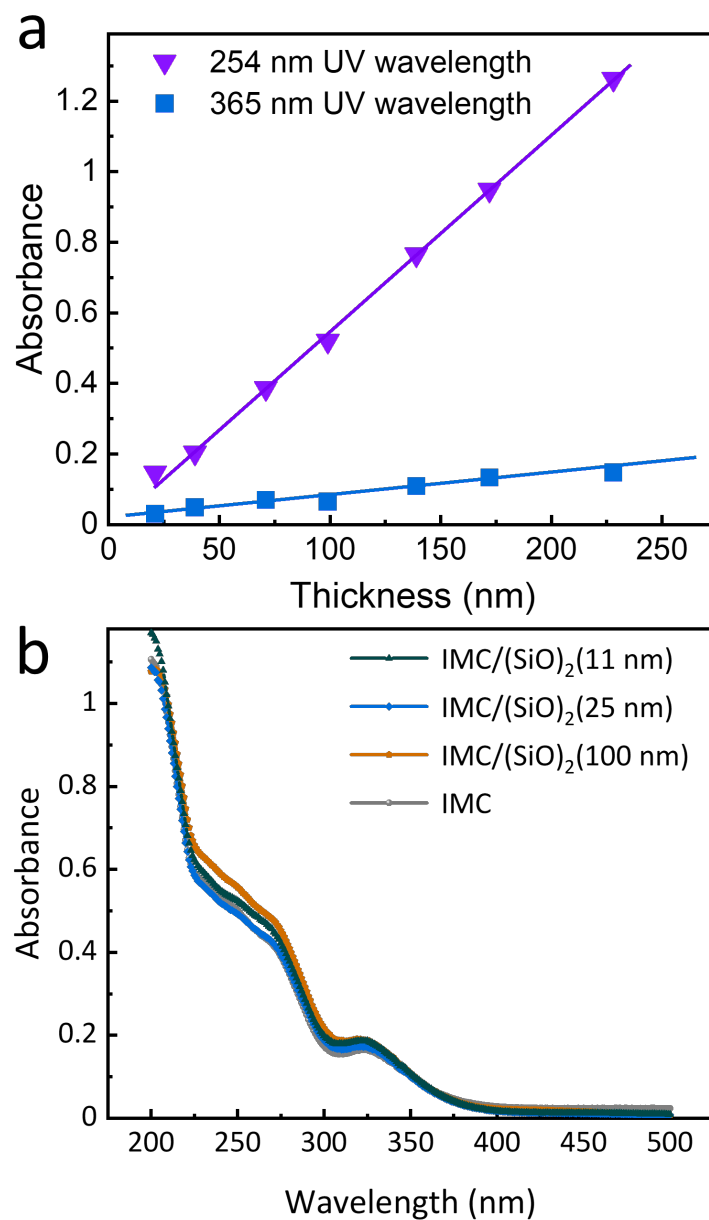 a
254 nm UV wavelength
365 nm UV wavelength
1.2
1
0.8
0.6
0.4
0.2
0
Absorbance
0 50 100 150 200 250
Thickness (nm)
b
IMC/(SiO)2(11 nm)
IMC/(SiO)2(25 nm)
IMC/(SiO)2(100 nm)
IMC
1
0.8
0.6
0.4
0.2
0
Absorbance
200 250 300 350 400 450 500
Wavelength (nm)